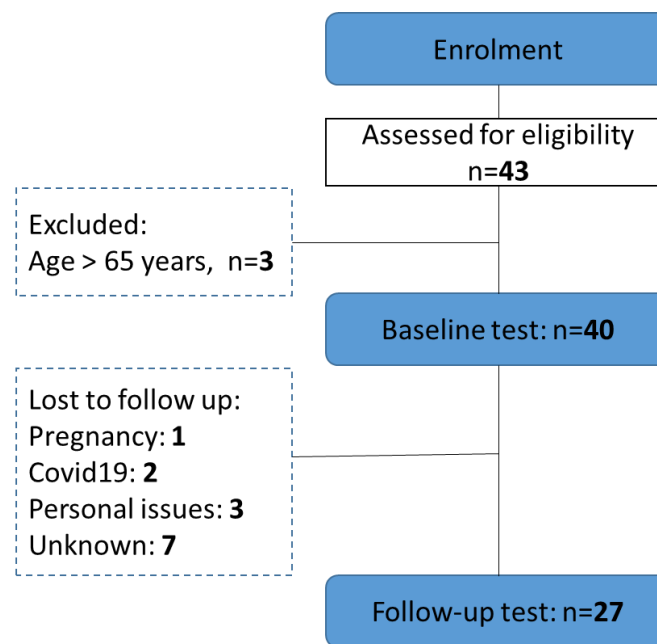 Enrolment
Assessed for eligibility
n=43
Excluded:
Age > 65 years, n=3
Baseline test: n=40
Lost to follow up:
Pregnancy: 1
Covid19: 2
Personal issues: 3
Unknown: 7
Follow-up test: n=27